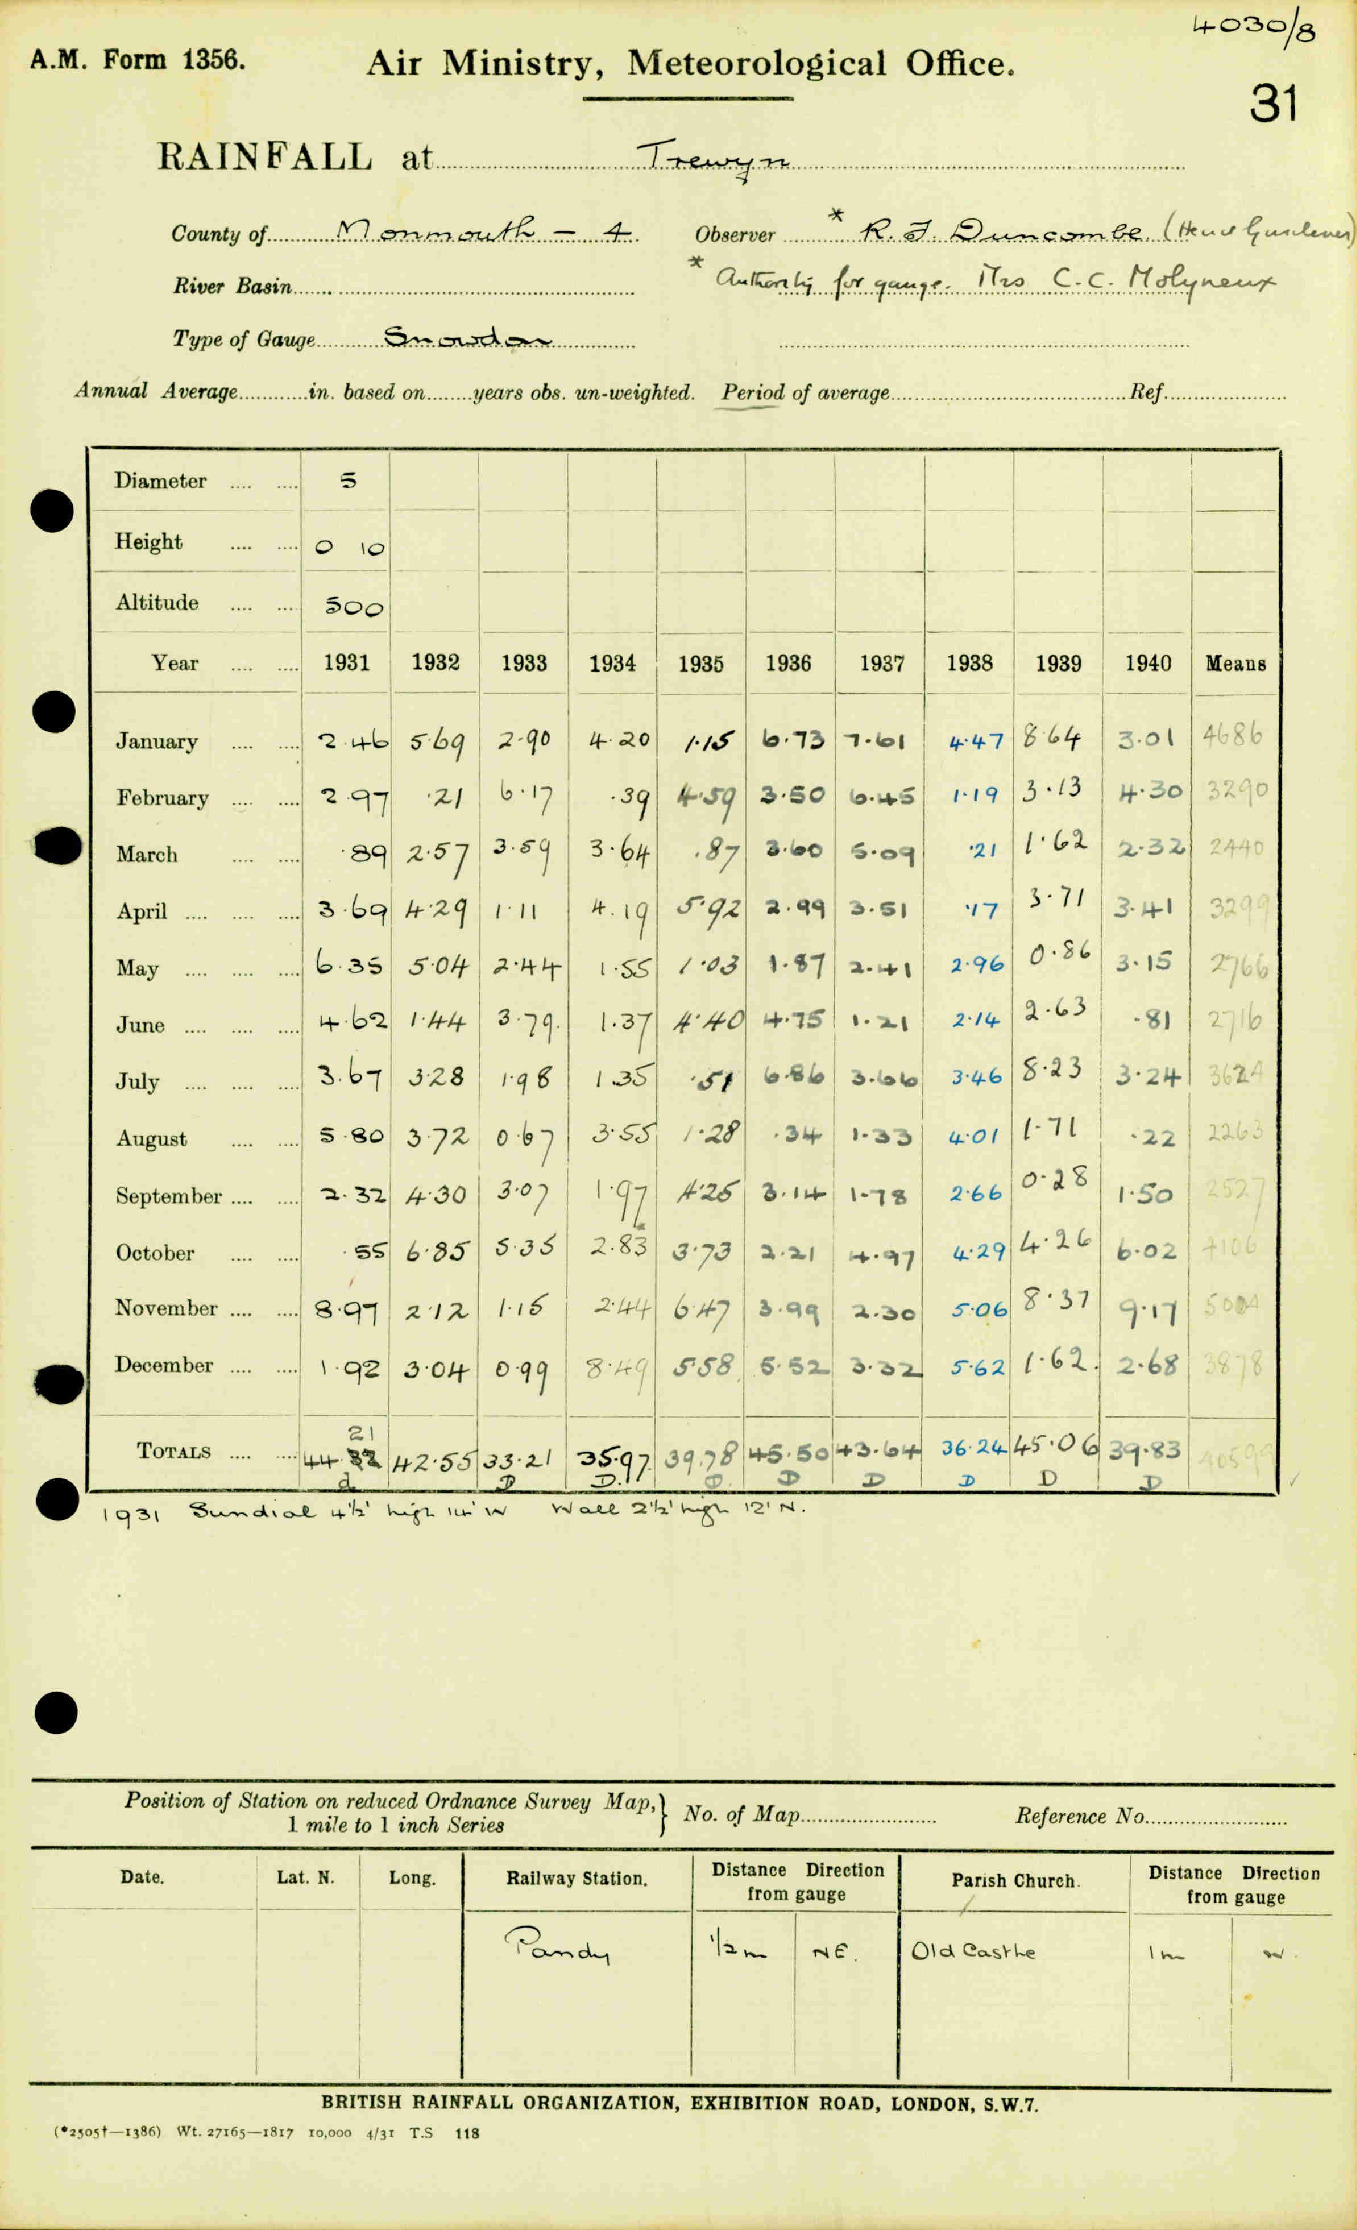 4030/8
A.M. Form 1356. Air Ministry, Meteorological Office.
31
RAINFALL at Trewyn
County of Monmouth - 4. Observer * R. J. Duncombe (Head Gardener)
River Basin * Authority for gauge. Mrs C.C. Molyneux
Type of Gauge Snowdon
Annual Average in. based on years obs. un-weighted. Period of average Ref.
Diameter 5
Height 0 10
Altitude 500
Year 1931 1932 1933 1934 1935 1936 1937 1938 1939 1940 Means
January 2.46 5.69 2.90 4.20 1.15 6.73 7.61 4.47 8.64 3.01 4686
February 2.97 .21 6.17 .39 4.59 3.50 6.45 1.19 3.13 4.30 3290
March .89 2.57 3.59 3.64 .87 3.60 5.09 .21 1.62 2.32 2440
April 3.69 4.29 1.11 4.19 5.92 2.99 3.51 .17 3.71 3.41 3299
May 6.35 5.04 2.44 1.55 1.03 1.87 2.41 2.96 0.86 3.15 2766
June 4.62 1.44 3.79 1.37 4.40 4.75 1.21 2.14 2.63 .81 2716
July 3.67 3.28 1.98 1.35 .51 6.86 3.66 3.46 8.23 3.24 3624
August 5.80 3.72 0.67 3.55 1.28 .34 1.33 4.01 1.71 .22 2263
September 2.32 4.30 3.07 1.97 4.25 3.14 1.78 2.66 0.28 1.50 2527
October .55 6.85 5.35 2.83 3.73 2.21 4.97 4.29 4.26 6.02 4106
November 8.97 2.12 1.15 2.44 6.47 3.99 2.30 5.06 8.37 9.17 5004
December 1.92 3.04 0.99 8.49 5.58 5.52 3.32 5.62 1.62. 2.68 3878
21
TOTALS 44. 42.55 33.21 35.97 39.78 45.50 43.64 36.24 45.06 39.83 40599
d D D. D D D D D D
1931 Sundial 4½' high 14' W Wall 2½' high 12' N.
Position of Station on reduced Ordnance Survey Map, } No. of Map Reference No.
1 mile to 1 inch Series
Date. Lat. N. Long. Railway Station. Distance Direction from gauge Parish Church. Distance Direction from gauge
Pandy ½ m NE. Old Castle 1m W.
BRITISH RAINFALL ORGANIZATION, EXHIBITION ROAD, LONDON, S.W.7.
(*2505†—1386) Wt. 27165—1817 10,000 4/31 T.S 118